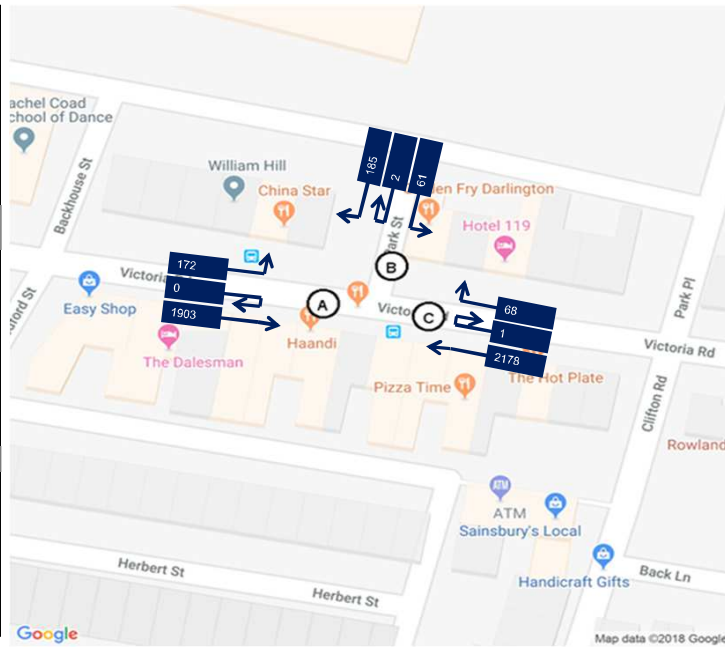 achel Coad
chool of Dance
Backhouse St
William Hill
China Star
185
2
61
en Fry Darlington
Hotel 119
ark St
B
172
0
1903
Victoria
Easy Shop
The Dalesman
A
Haandi
Victo
C
68
1
2178
Park Pl
Victoria Rd
Pizza Time
The Hot Plate
Clifton Rd
Rowland
ATM
ATM
Sainsbury's Local
Handicraft Gifts
Back Ln
Herbert St
Herbert St
Google
Map data ©2018 Google